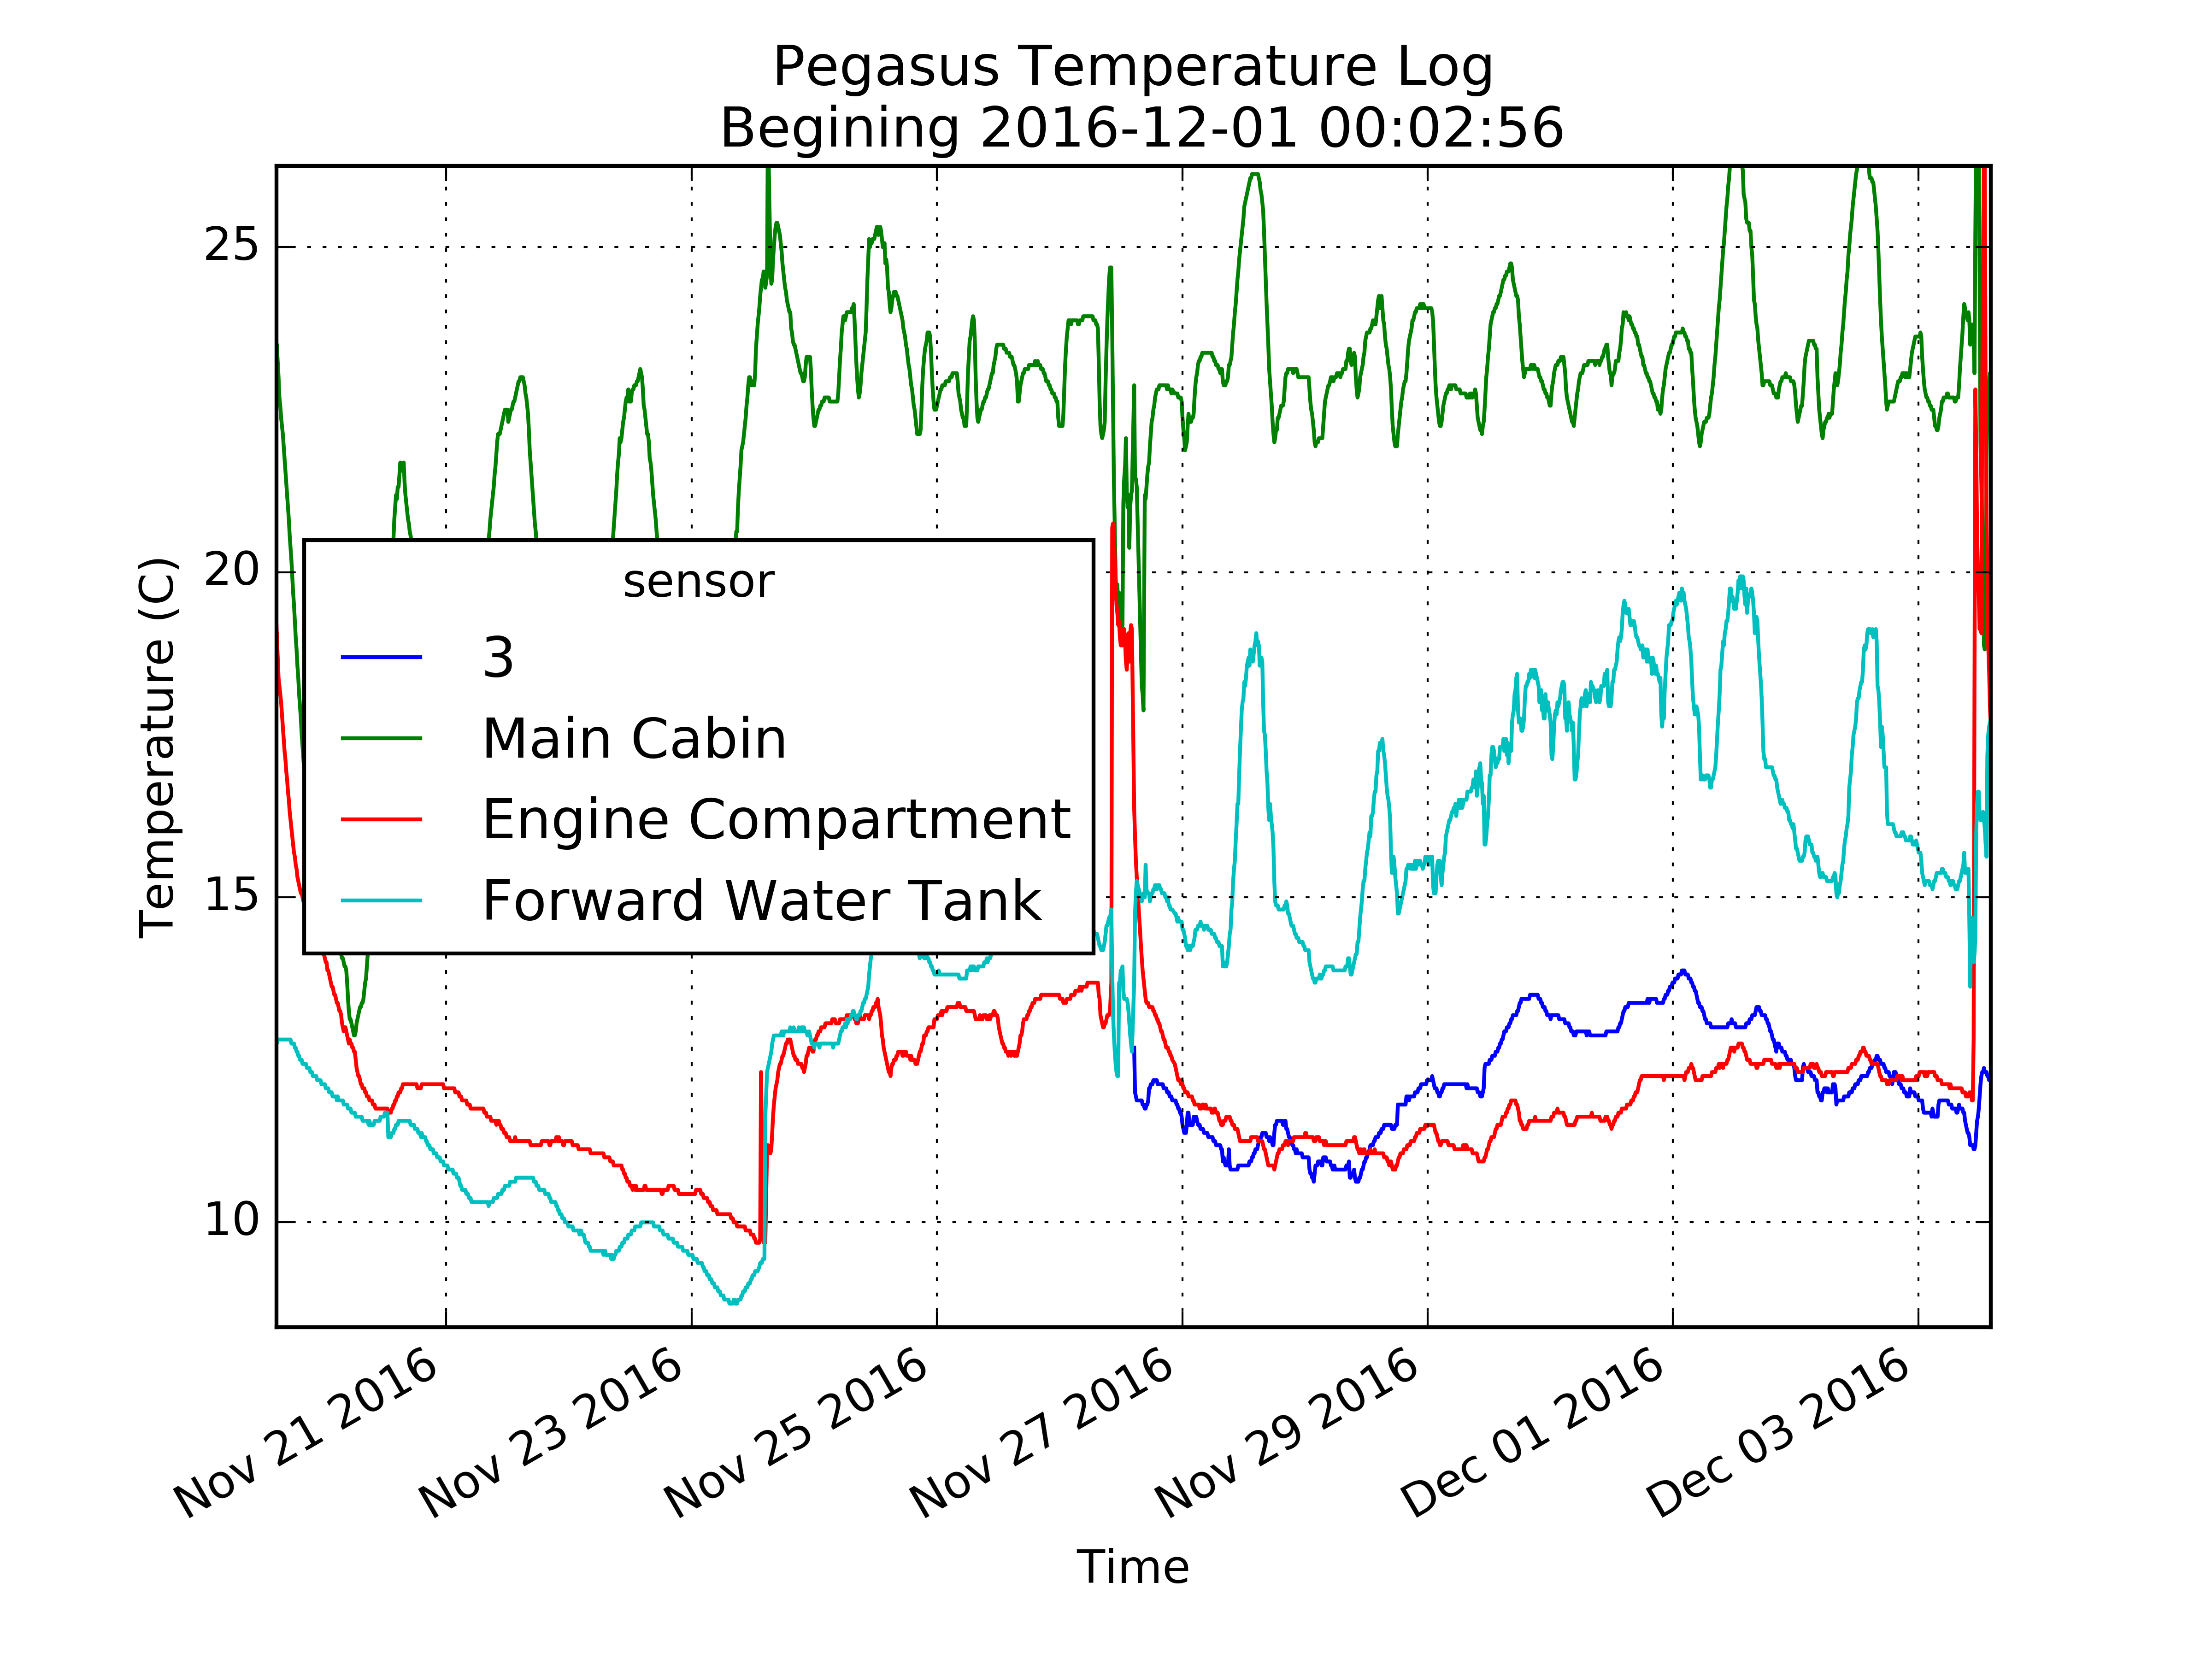 Pegasus Temperature Log
Begining 2016-12-01 00:02:56
25
20
15
10
Temperature (C)
sensor
3
Main Cabin
Engine Compartment
Forward Water Tank
Nov 21 2016
Nov 23 2016
Nov 25 2016
Nov 27 2016
Nov 29 2016
Dec 01 2016
Dec 03 2016
Time